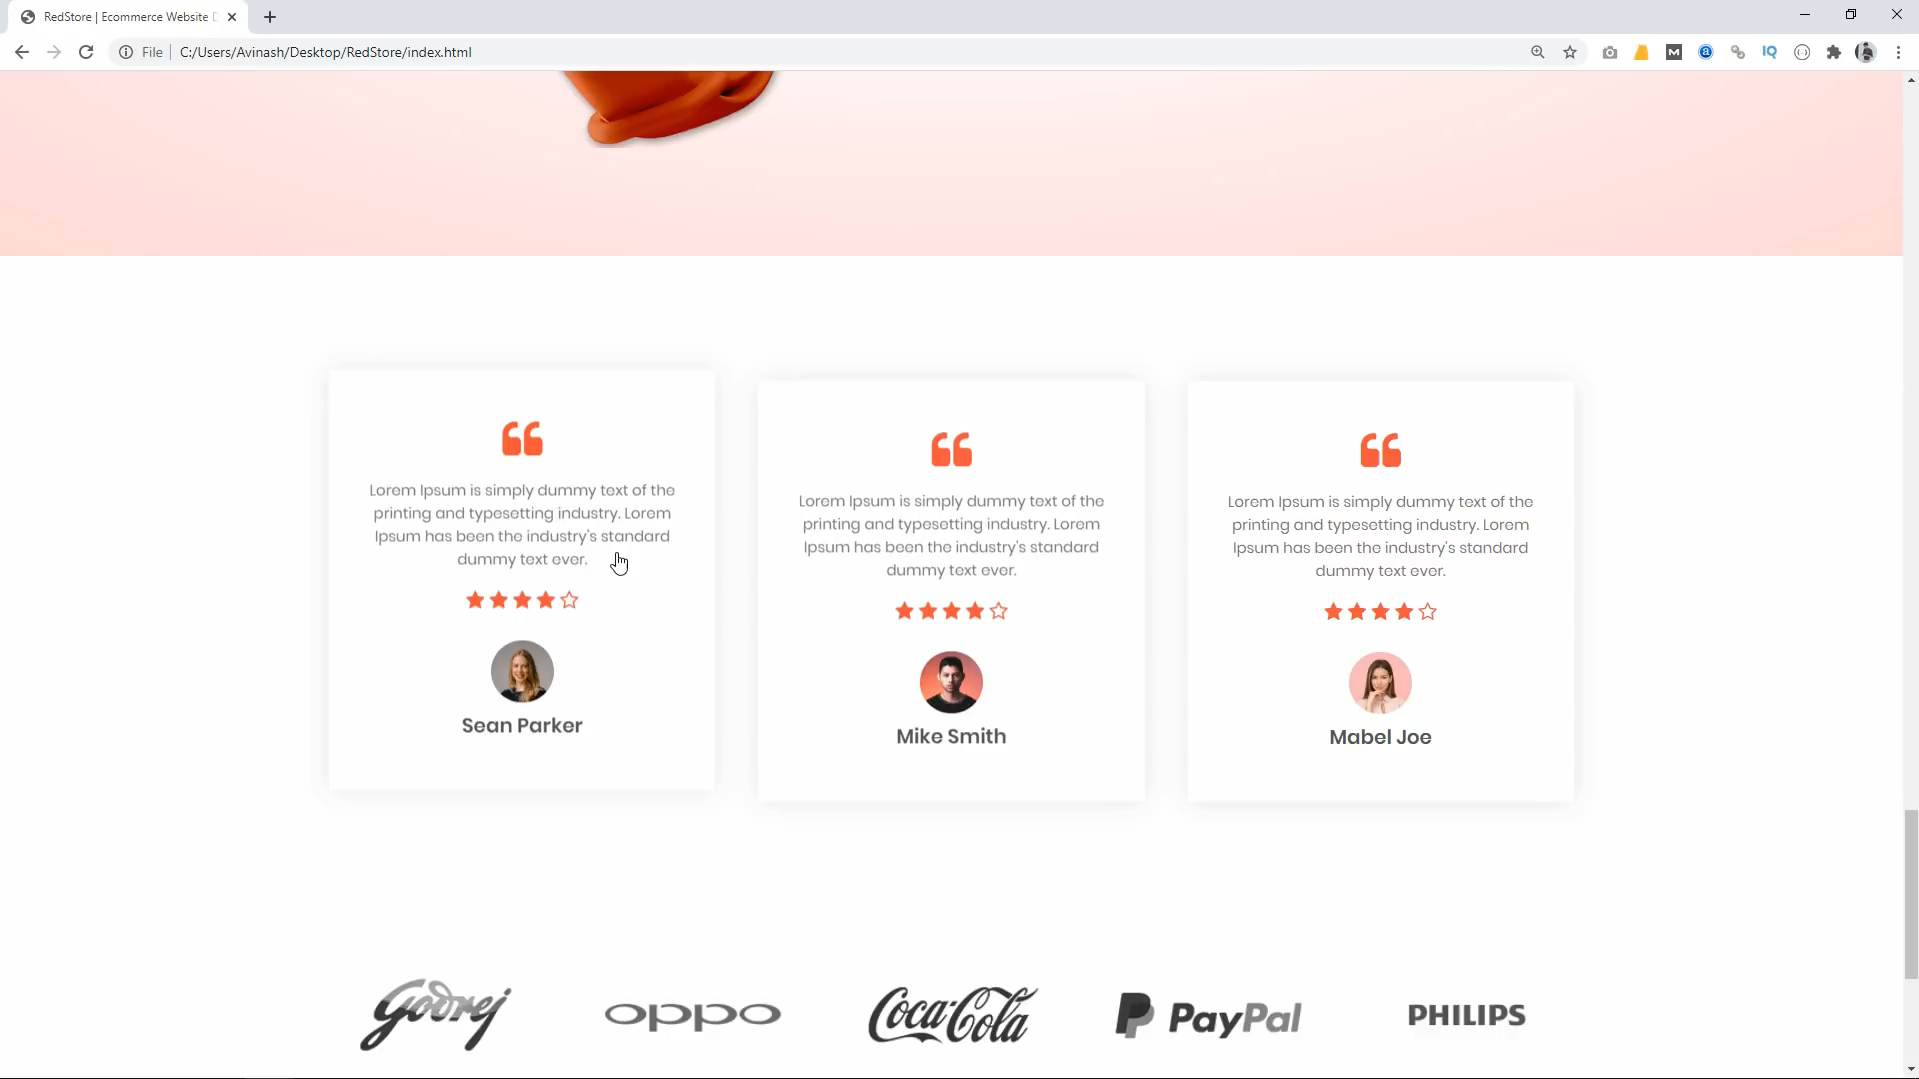 RedStore | Ecommerce Website D
File C:/Users/Avinash/Desktop/RedStore/index.html
M
a
IQ
Lorem Ipsum is simply dummy text of the
printing and typesetting industry. Lorem
Ipsum has been the industry's standard
dummy text ever.
Sean Parker
Lorem Ipsum is simply dummy text of the
printing and typesetting industry. Lorem
Ipsum has been the industry's standard
dummy text ever.
Mike Smith
Lorem Ipsum is simply dummy text of the
printing and typesetting industry. Lorem
Ipsum has been the industry's standard
dummy text ever.
Mabel Joe
Godrej
oppo
Coca-Cola
PayPal
PHILIPS